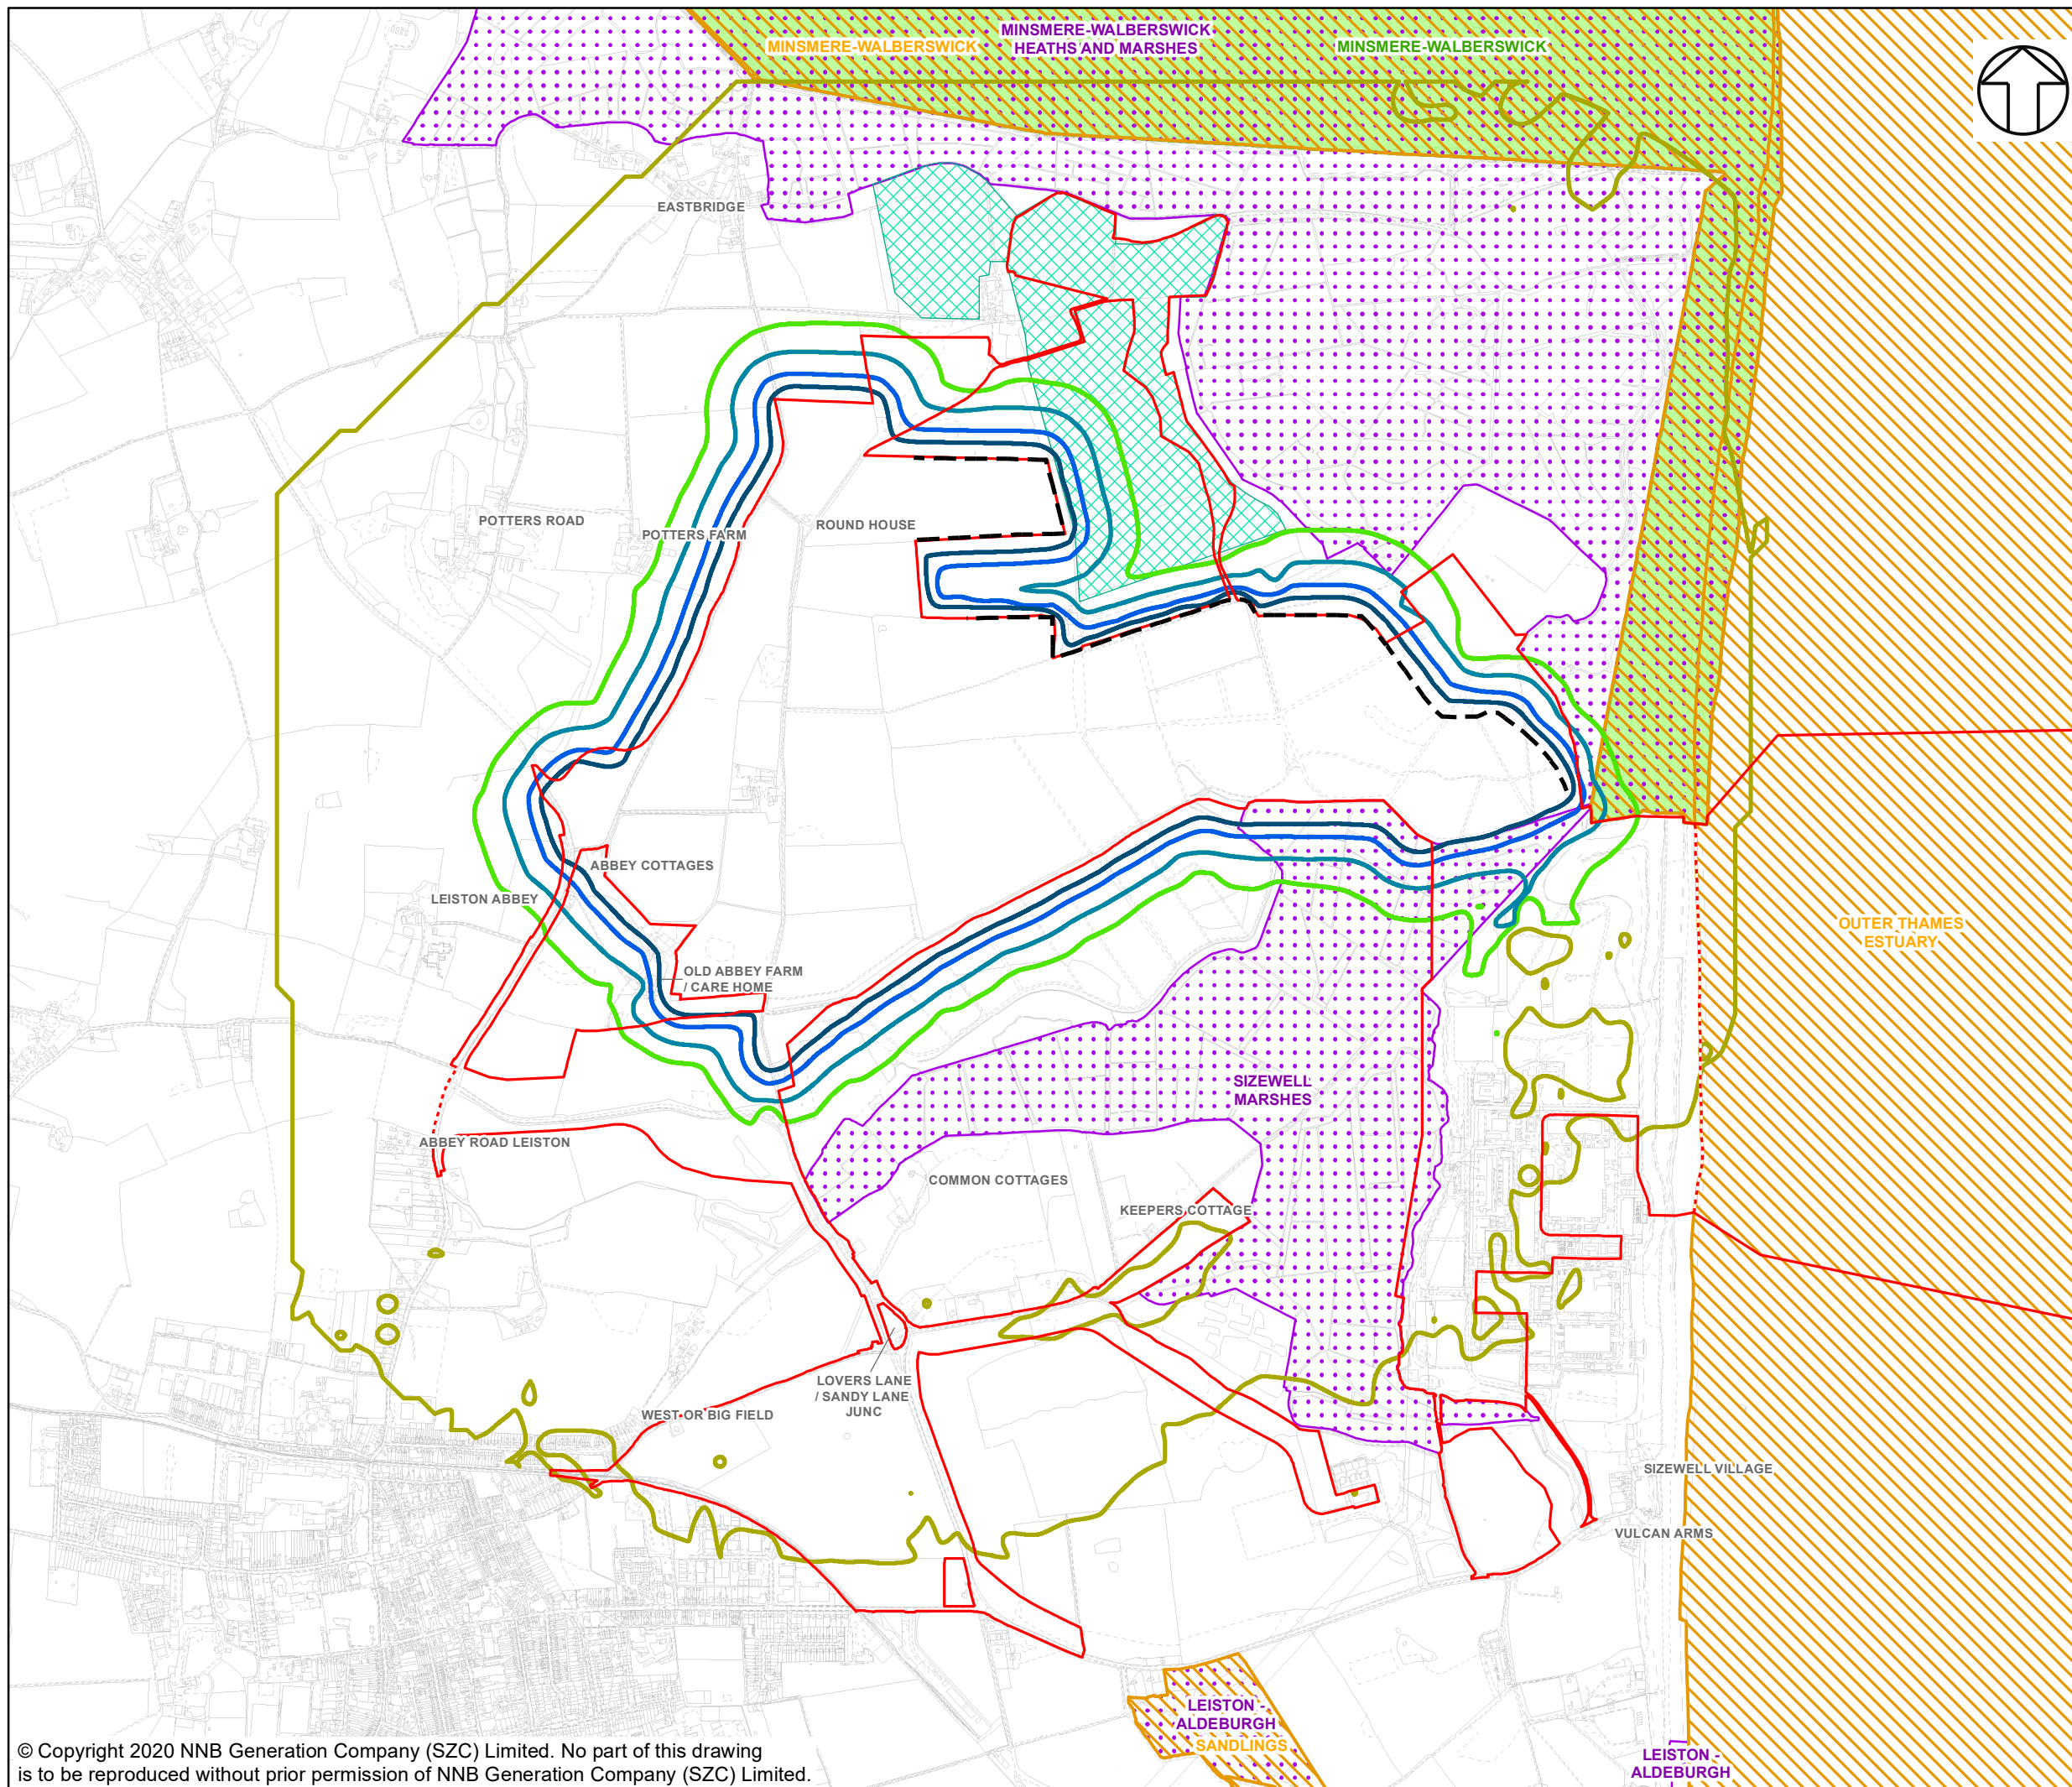 MINSMERE-WALBERSWICK
MINSMERE-WALBERSWICK
HEATHS AND MARSHES
MINSMERE-WALBERSWICK
EASTBRIDGE
POTTERS ROAD
POTTERS FARM
ROUND HOUSE
ABBEY COTTAGES
LEISTON ABBEY
OUTER THAMES
ESTUARY
OLD ABBEY FARM
/ CARE HOME
SIZEWELL
MARSHES
ABBEY ROAD LEISTON
COMMON COTTAGES
KEEPERS COTTAGE
LOVERS LANE
/ SANDY LANE
JUNC
WEST OR BIG FIELD
SIZEWELL VILLAGE
VULCAN ARMS
LEISTON -
ALDEBURGH
SANDLINGS
LEISTON -
ALDEBURGH
© Copyright 2020 NNB Generation Company (SZC) Limited. No part of this drawing
is to be reproduced without prior permission of NNB Generation Company (SZC) Limited.